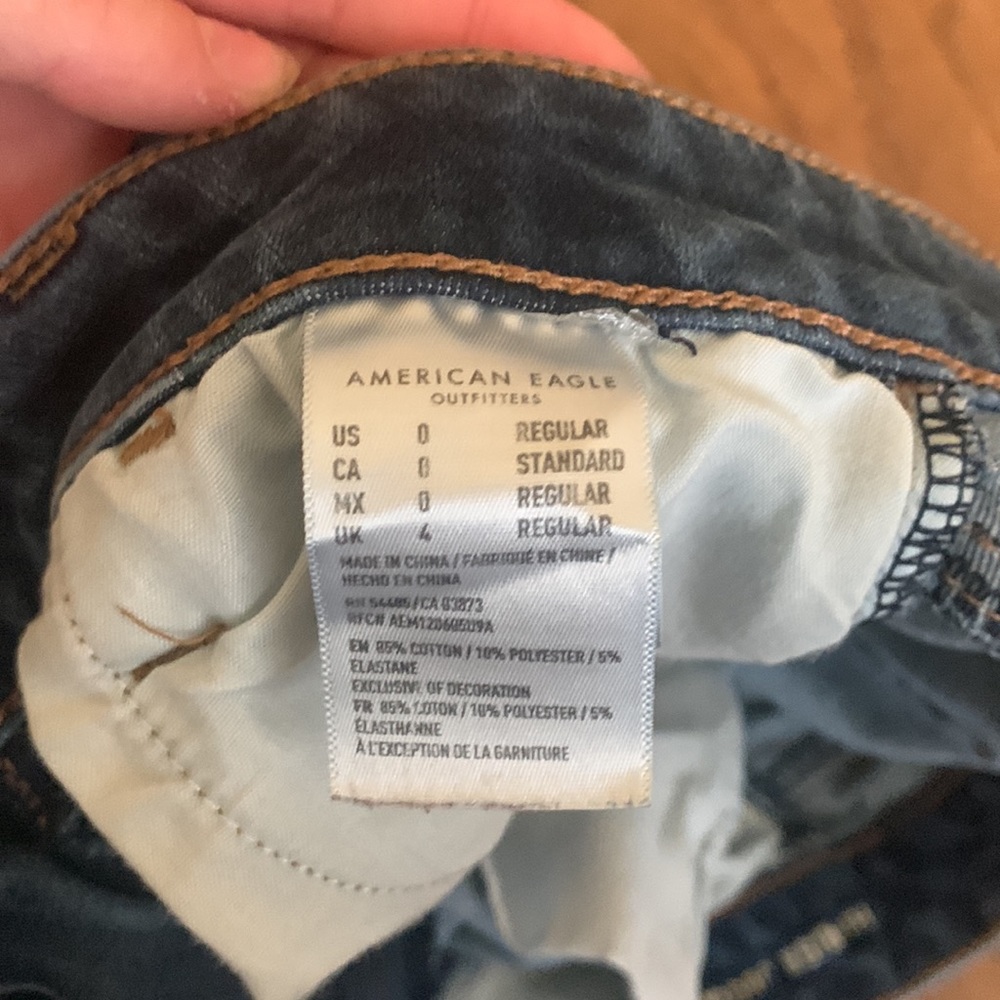 AMERICAN EAGLE
OUTFITTERS
US 0 REGULAR
CA 0 STANDARD
MX 0 REGULAR
UK 4 REGULAR
MADE IN CHINA / FABRIQUÉ EN CHINE /
HECHO EN CHINA
RN 54485/CA 03873
RFC# AEM120605U9A
EN 85% COTTON / 10% POLYESTER / 5%
ELASTANE
EXCLUSIVE OF DECORATION
FR 85% COTON / 10% POLYESTER / 5%
ÉLASTHANNE
À L'EXCEPTION DE LA GARNITURE